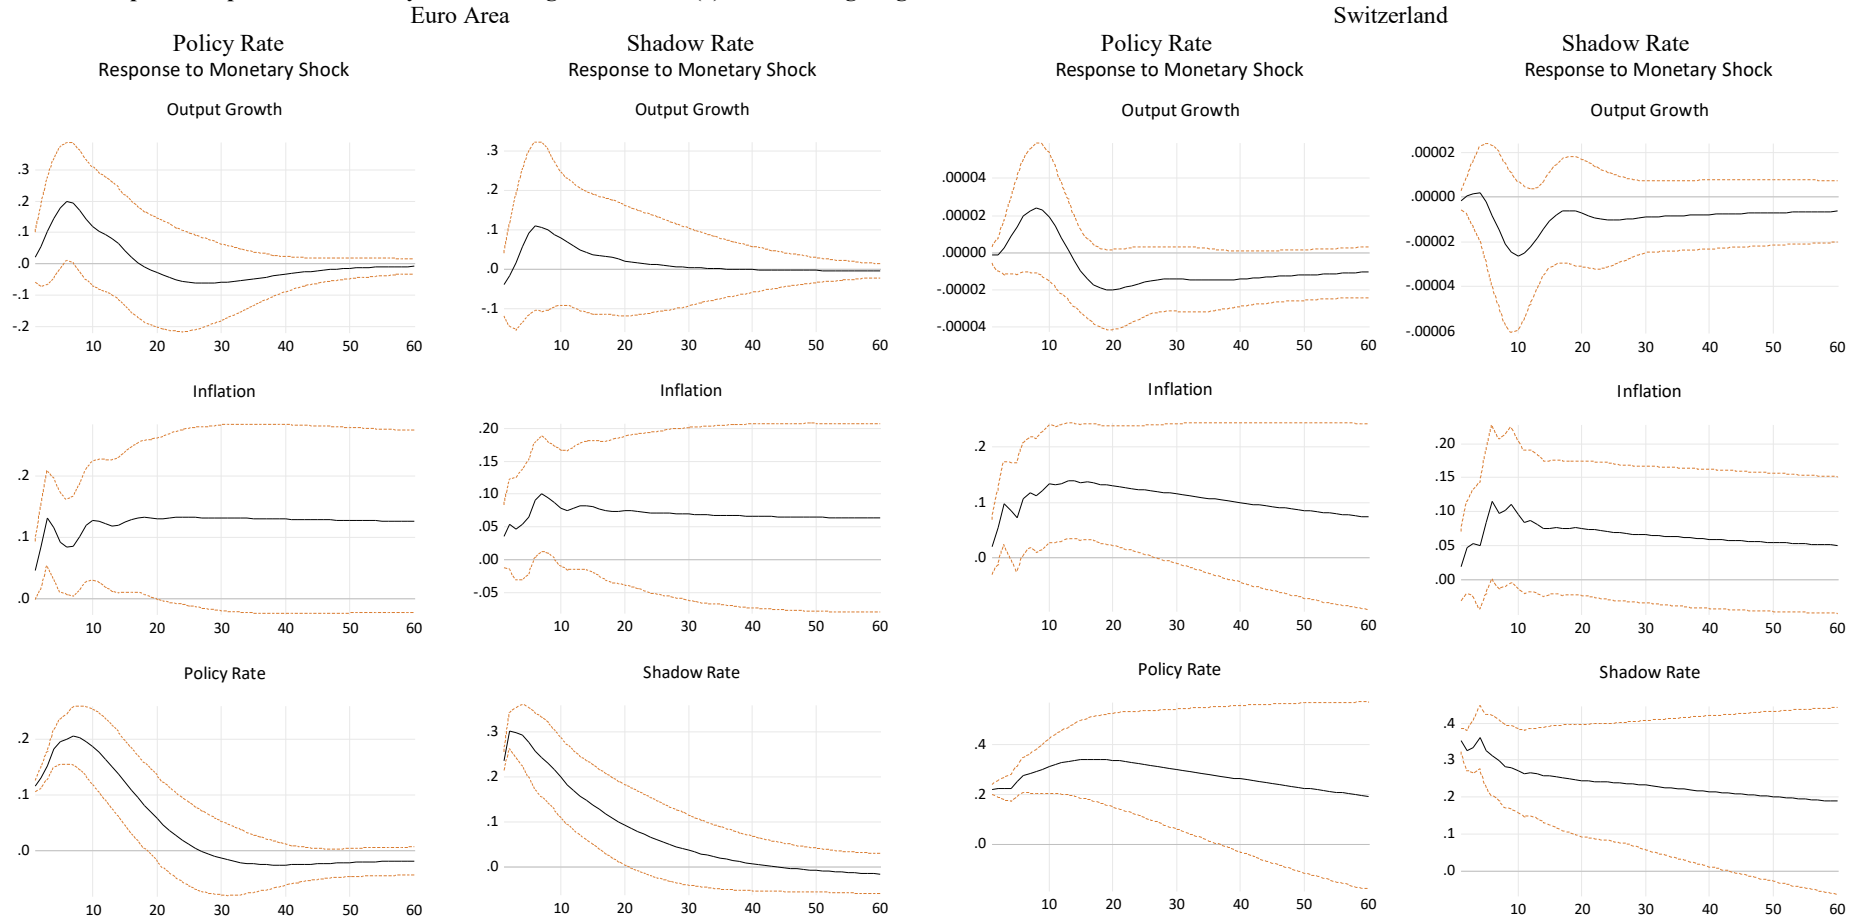 Euro Area
Switzerland
Policy Rate
Shadow Rate
Policy Rate
Shadow Rate
Response to Monetary Shock
Response to Monetary Shock
Response to Monetary Shock
Response to Monetary Shock
Output Growth
Output Growth
Output Growth
Output Growth
.3
.2
.1
.0
-.1
-.2
10 20 30 40 50 60
.3
.2
.1
.0
-.1
10 20 30 40 50 60
.00004
.00002
.00000
-.00002
-.00004
10 20 30 40 50 60
.00002
.00000
-.00002
-.00004
-.00006
10 20 30 40 50 60
Inflation
Inflation
Inflation
Inflation
.2
.1
.0
10 20 30 40 50 60
.20
.15
.10
.05
.00
-.05
10 20 30 40 50 60
.2
.1
.0
10 20 30 40 50 60
.20
.15
.10
.05
.00
10 20 30 40 50 60
Policy Rate
Shadow Rate
Policy Rate
Shadow Rate
.2
.1
.0
10 20 30 40 50 60
.3
.2
.1
.0
10 20 30 40 50 60
.4
.2
.0
10 20 30 40 50 60
.4
.3
.2
.1
.0
10 20 30 40 50 60